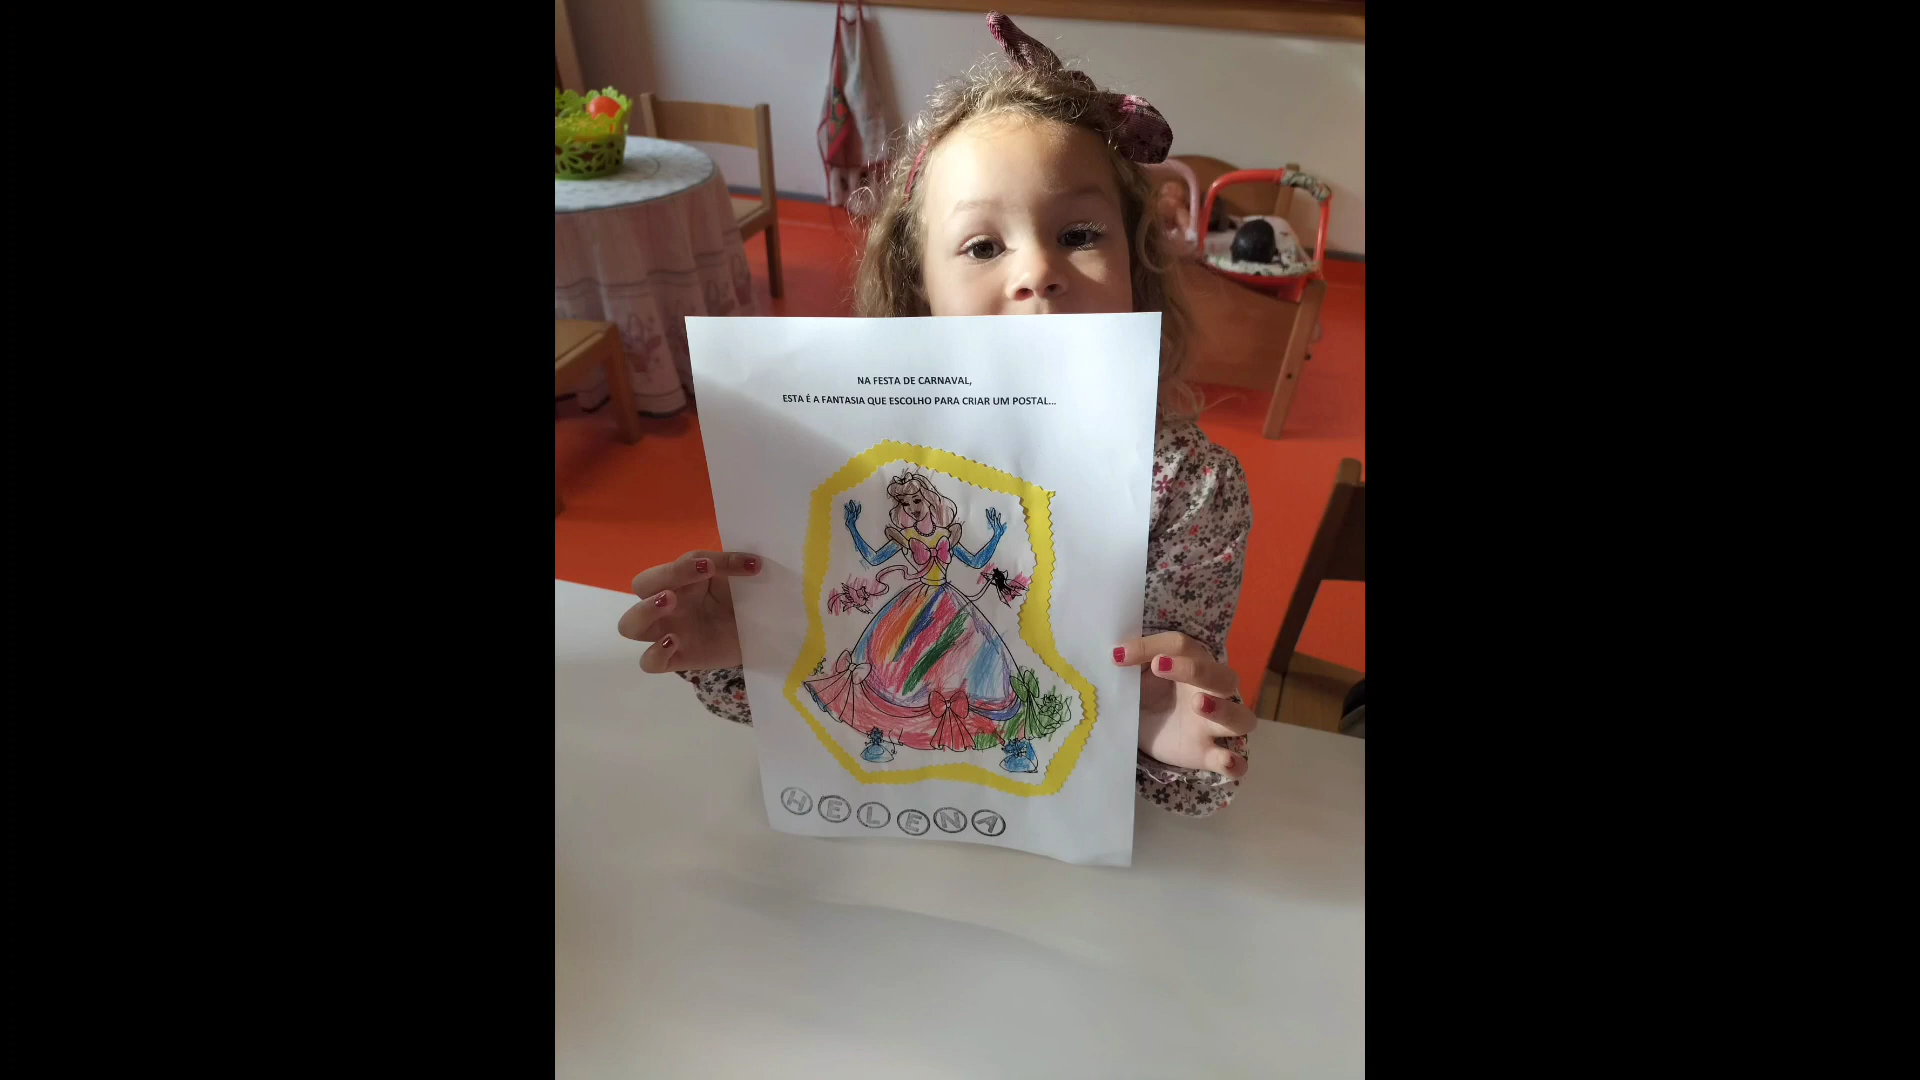 NA FESTA DE CARNAVAL,
ESTA É A FANTASIA QUE ESCOLHO PARA CRIAR UM POSTAL...
HELENA